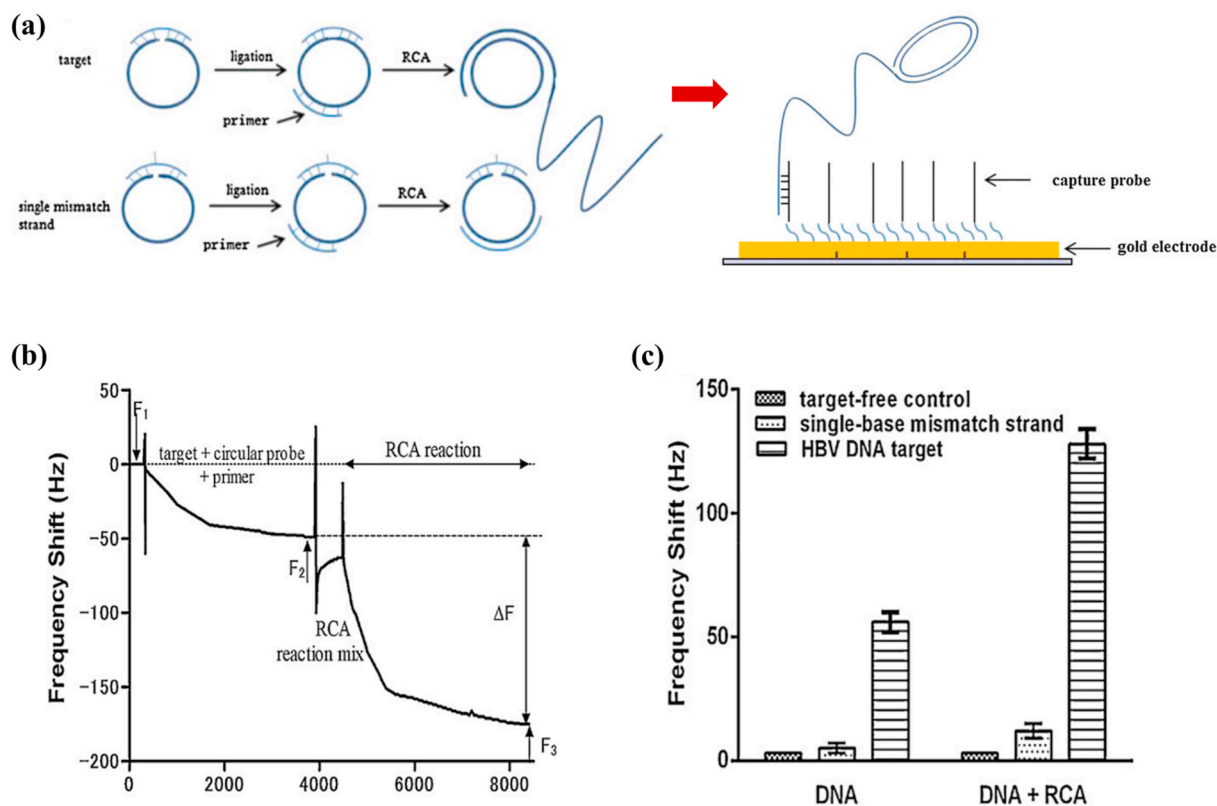 (a)
target
ligation
RCA
primer
single mismatch
strand
ligation
RCA
primer
capture probe
gold electrode
(b)
Frequency Shift (Hz)
50
0
−50
−100
−150
−200
0
2000
4000
6000
8000
F1
target + circular probe
+ primer
RCA reaction
F2
RCA
reaction mix
ΔF
F3
(c)
Frequency Shift (Hz)
150
100
50
0
target-free control
single-base mismatch strand
HBV DNA target
DNA
DNA + RCA